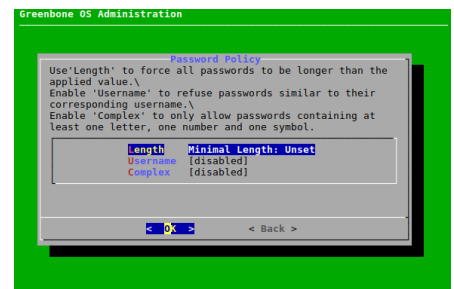 Greenbone OS Administration
Password Policy
Use'Length' to force all passwords to be longer than the
applied value.\
Enable 'Username' to refuse passwords similar to their
corresponding username.\
Enable 'Complex' to only allow passwords containing at
least one letter, one number and one symbol.
Length Minimal Length: Unset
Username [disabled]
Complex [disabled]
< OK > < Back >